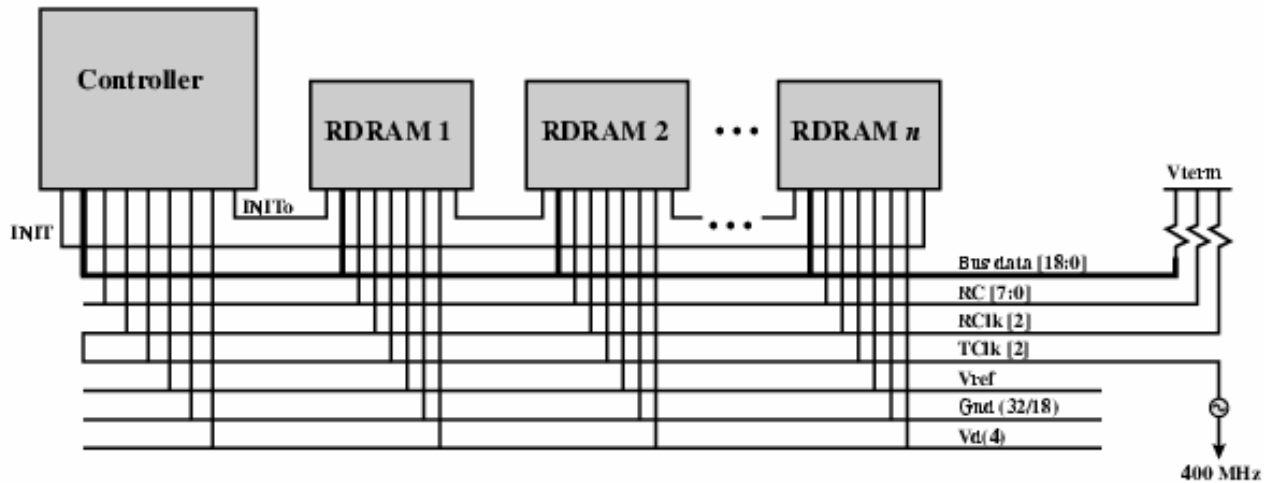 Controller
RDRAM 1
RDRAM 2
RDRAM n
Vterm
INITo
INIT
Bus data [18:0]
RC [7:0]
RClk [2]
TClk [2]
Vref
Gnd (32/18)
Vd(4)
400 MHz